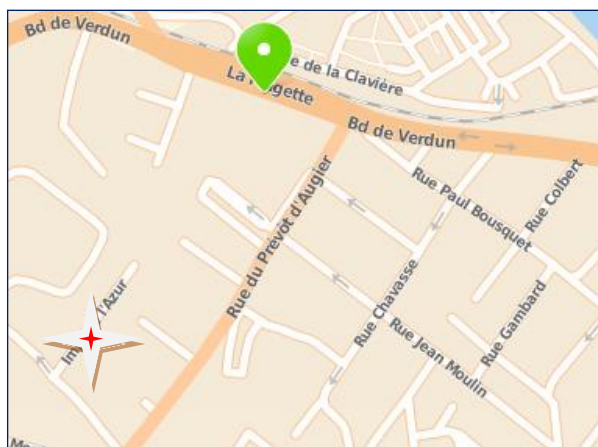 Bd de Verdun
de la Clavière
Bd de Verdun
Rue Paul Bousquet
Rue Colbert
Rue du Prévôt d'Augier
Rue Chavasse
Rue Gambard
l'Azur
Rue Jean Moulin